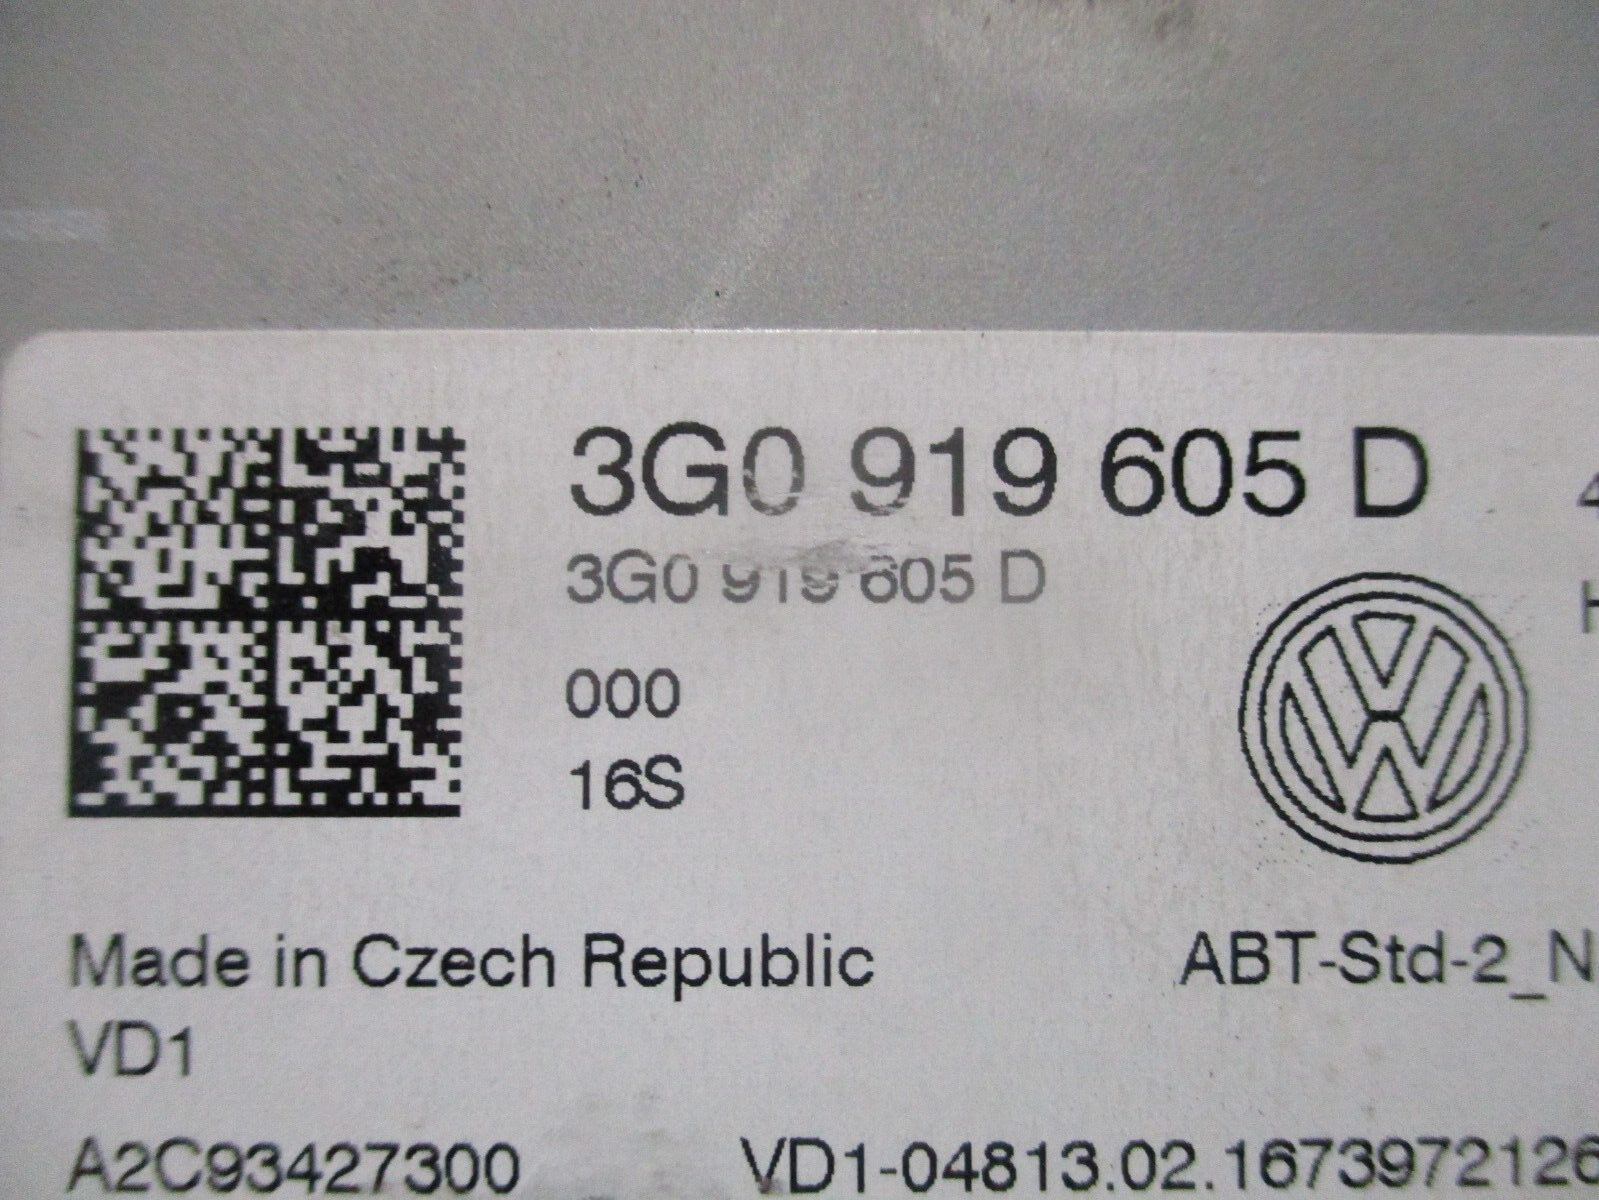 3G0 919 605 D
3G0 919 605 D
000
16S
Made in Czech Republic
ABT-Std-2_N
VD1
A2C93427300
VD1-04813.02.1673972126